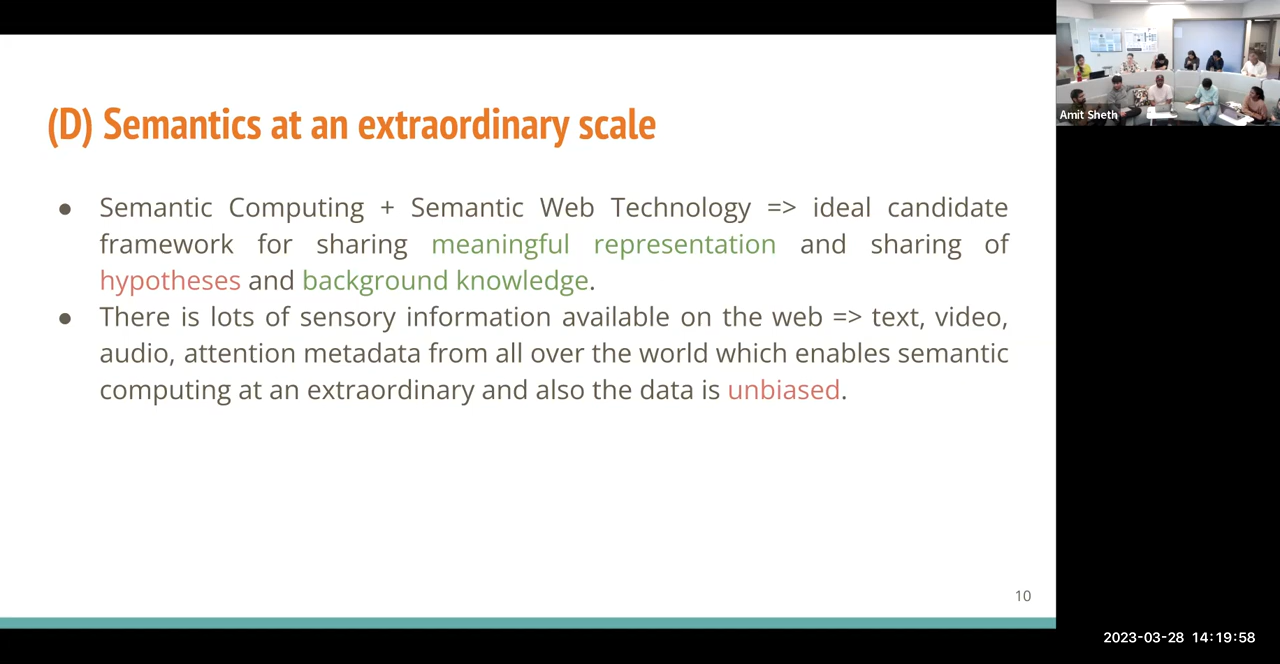 (D) Semantics at an extraordinary scale
● Semantic Computing + Semantic Web Technology => ideal candidate
framework for sharing meaningful representation and sharing of
hypotheses and background knowledge.
● There is lots of sensory information available on the web => text, video,
audio, attention metadata from all over the world which enables semantic
computing at an extraordinary and also the data is unbiased.
10
Amit Sheth
2023-03-28 14:19:58